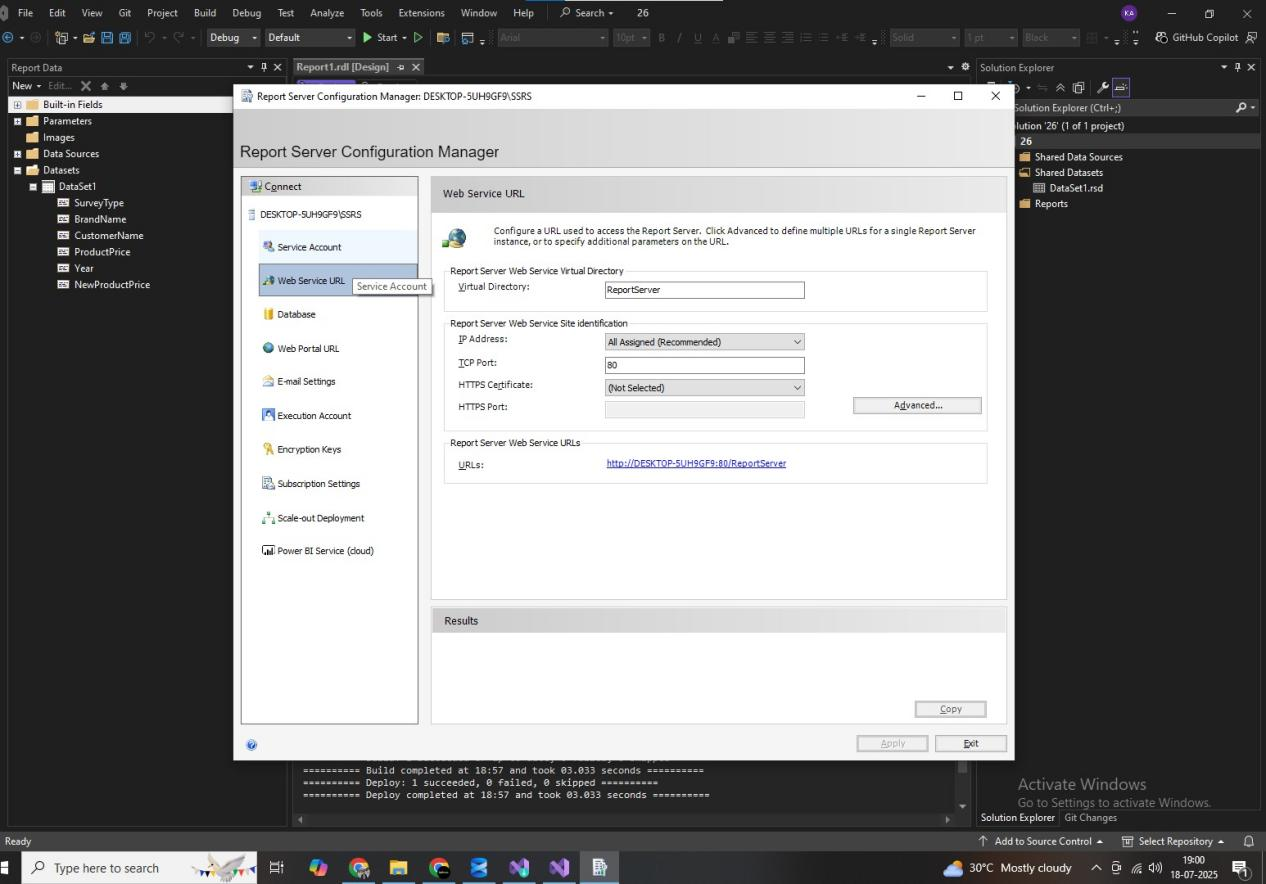 File Edit View Git Project Build Debug Test Analyze Tools Extensions Window Help Search 26 KA
Debug Default Start Arial 10pt B I U A Solid 1 pt Black GitHub Copilot
Report Data
New Edit...
Built-in Fields
Parameters
Images
Data Sources
Datasets
DataSet1
SurveyType
BrandName
CustomerName
ProductPrice
Year
NewProductPrice
Report1.rdl [Design]
Report Server Configuration Manager: DESKTOP-5UH9GF9\SSRS
Report Server Configuration Manager
Connect
DESKTOP-5UH9GF9\SSRS
Service Account
Web Service URL
Service Account
Database
Web Portal URL
E-mail Settings
Execution Account
Encryption Keys
Subscription Settings
Scale-out Deployment
Power BI Service (cloud)
Web Service URL
Configure a URL used to access the Report Server. Click Advanced to define multiple URLs for a single Report Server
instance, or to specify additional parameters on the URL.
Report Server Web Service Virtual Directory
Virtual Directory: ReportServer
Report Server Web Service Site identification
IP Address: All Assigned (Recommended)
TCP Port: 80
HTTPS Certificate: (Not Selected)
HTTPS Port:
Advanced...
Report Server Web Service URLs
URLs: http://DESKTOP-5UH9GF9:80/ReportServer
Results
Copy
Apply Exit
========== Build completed at 18:57 and took 03.033 seconds ==========
========== Deploy: 1 succeeded, 0 failed, 0 skipped ==========
========== Deploy completed at 18:57 and took 03.033 seconds ==========
Solution Explorer
Solution Explorer (Ctrl+;)
lution '26' (1 of 1 project)
26
Shared Data Sources
Shared Datasets
DataSet1.rsd
Reports
Activate Windows
Go to Settings to activate Windows.
Solution Explorer Git Changes
Ready Add to Source Control Select Repository
Type here to search 30°C Mostly cloudy 19:00
18-07-2025 1